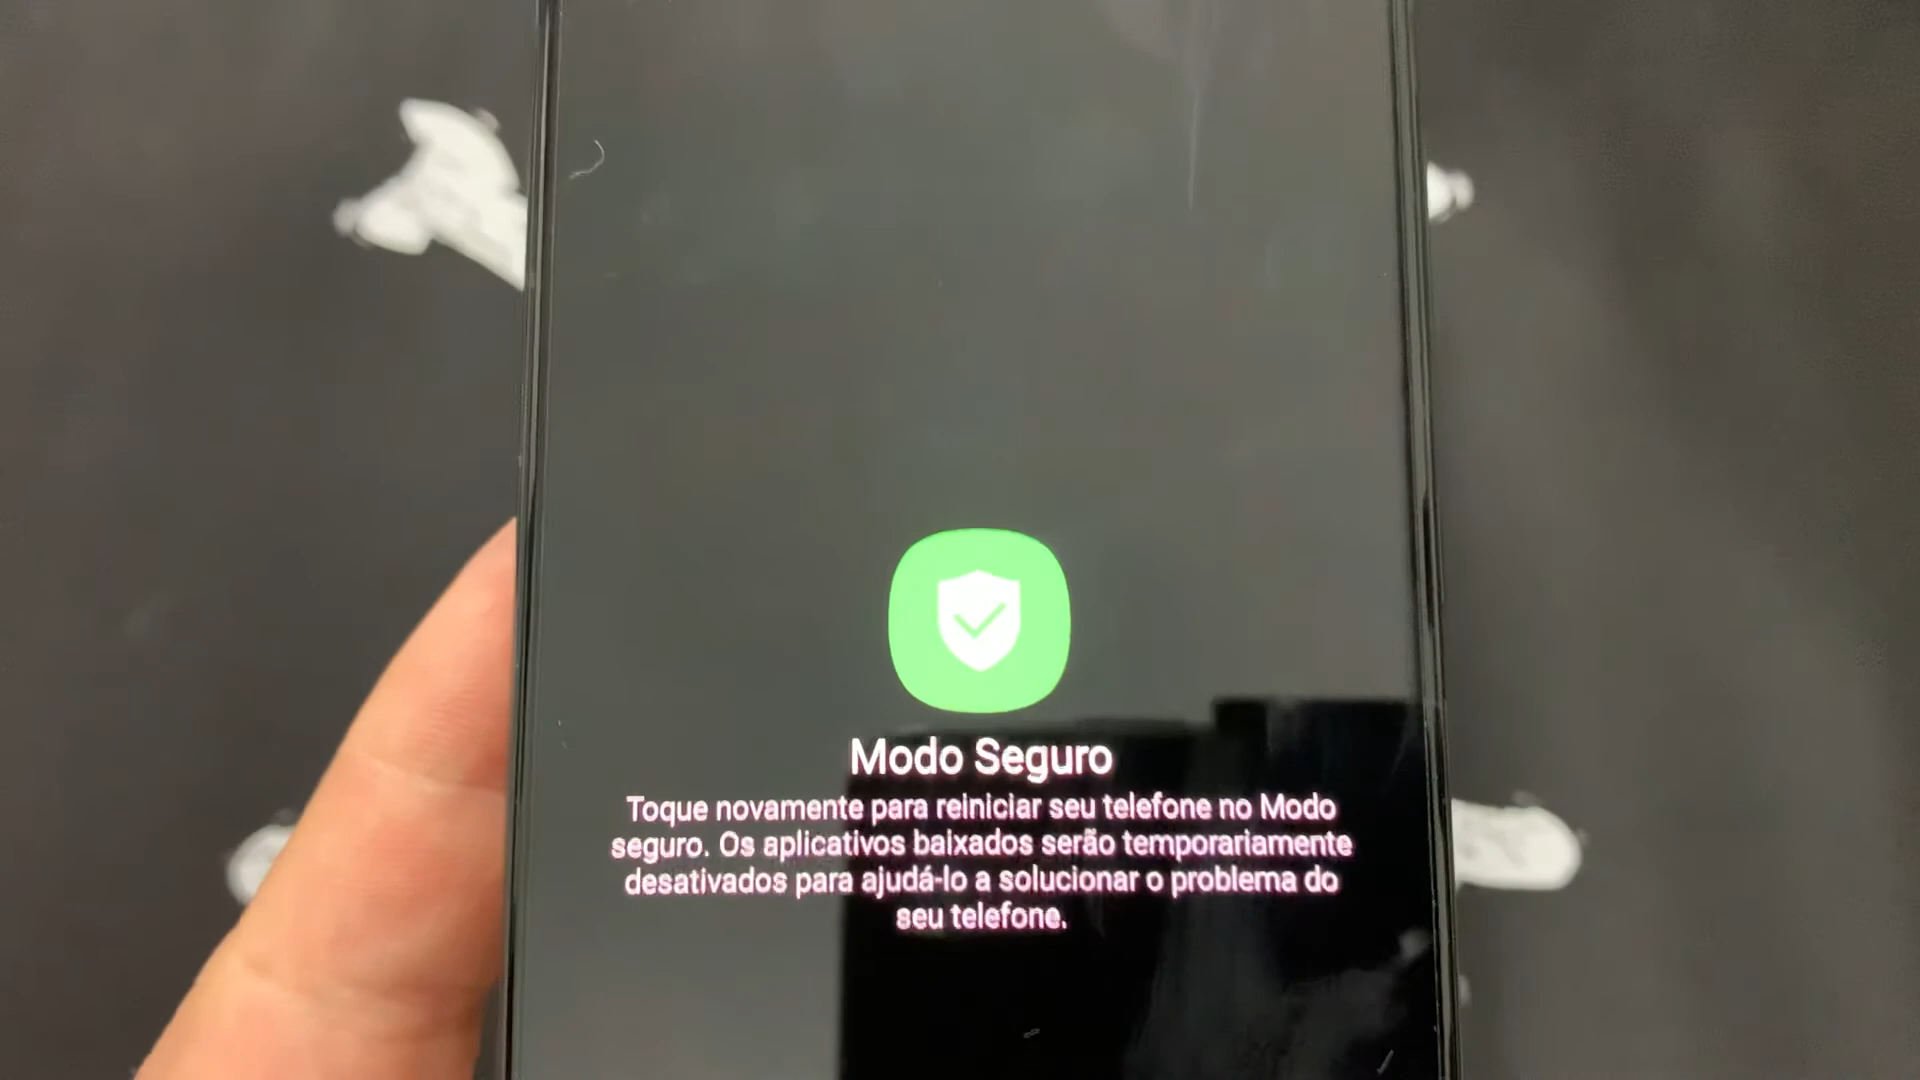 Modo Seguro
Toque novamente para reiniciar seu telefone no Modo
seguro. Os aplicativos baixados serão temporariamente
desativados para ajudá-lo a solucionar o problema do
seu telefone.